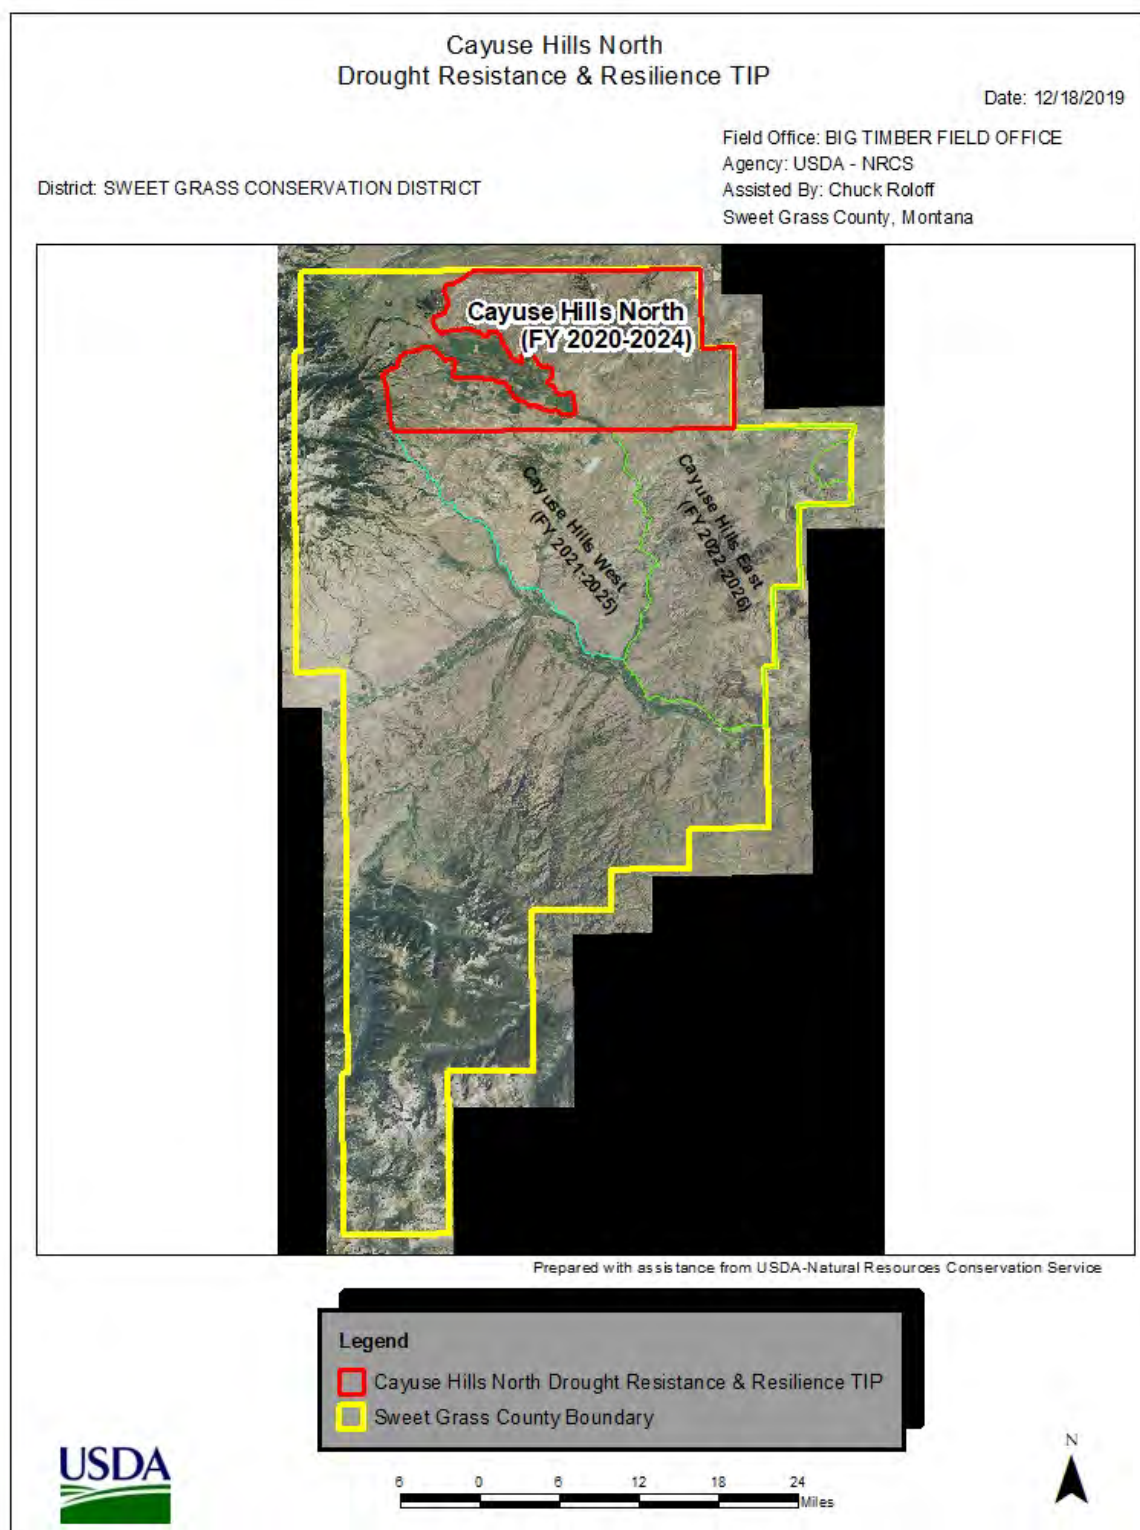 Cayuse Hills North
Drought Resistance & Resilience TIP
Date: 12/18/2019
Field Office: BIG TIMBER FIELD OFFICE
Agency: USDA - NRCS
District: SWEET GRASS CONSERVATION DISTRICT
Assisted By: Chuck Roloff
Sweet Grass County, Montana
Cayuse Hills North
(FY 2020-2024)
Cayuse Hills West
(FY 2021-2025)
Cayuse Hills East
(FY 2022-2026)
Prepared with assistance from USDA-Natural Resources Conservation Service
Legend
Cayuse Hills North Drought Resistance & Resilience TIP
Sweet Grass County Boundary
USDA
N
6 0 6 12 18 24
Miles